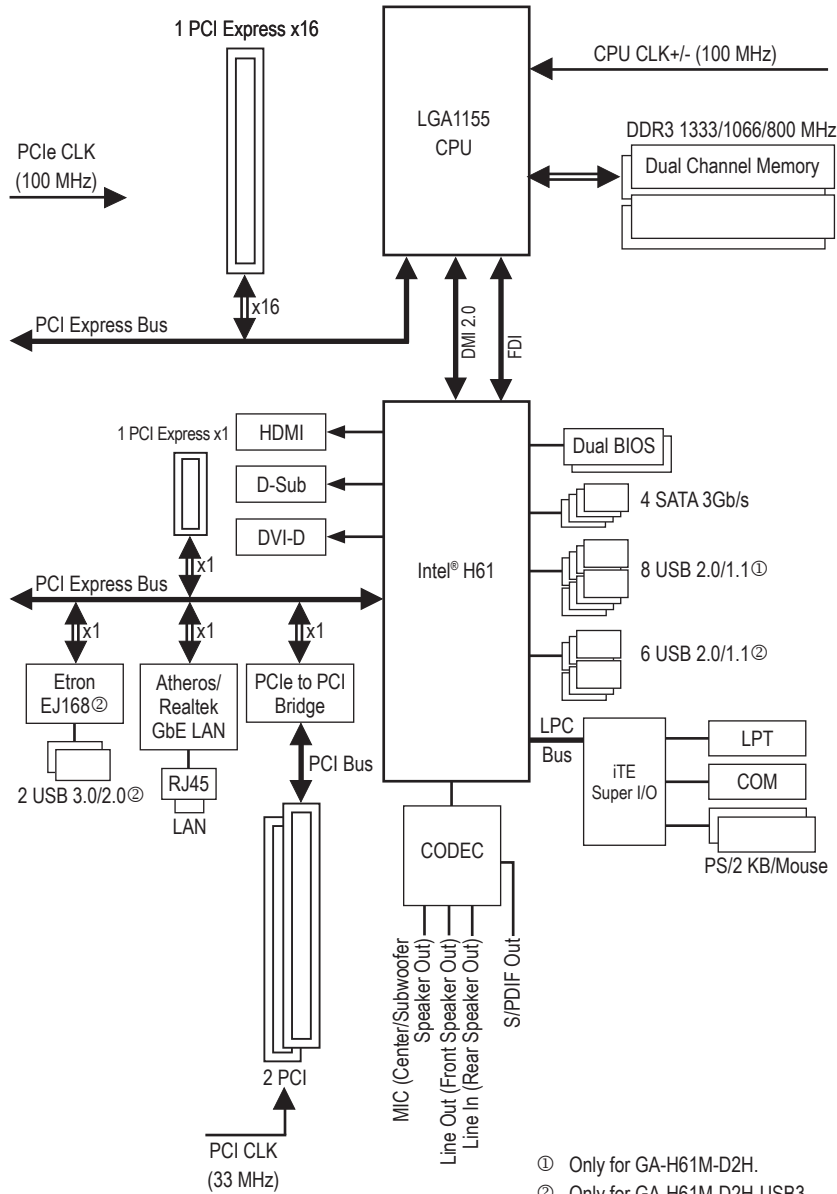 1 PCI Express x16
CPU CLK+/- (100 MHz)
LGA1155
CPU
DDR3 1333/1066/800 MHz
Dual Channel Memory
PCIe CLK
(100 MHz)
x16
PCI Express Bus
DMI 2.0
FDI
1 PCI Express x1
HDMI
D-Sub
DVI-D
Intel® H61
Dual BIOS
4 SATA 3Gb/s
8 USB 2.0/1.1①
6 USB 2.0/1.1②
x1
PCI Express Bus
x1
x1
x1
Etron
EJ168②
Atheros/
Realtek
GbE LAN
PCIe to PCI
Bridge
2 USB 3.0/2.0②
RJ45
LAN
PCI Bus
LPC
Bus
iTE
Super I/O
LPT
COM
PS/2 KB/Mouse
CODEC
MIC (Center/Subwoofer
Speaker Out)
Line Out (Front Speaker Out)
Line In (Rear Speaker Out)
S/PDIF Out
2 PCI
PCI CLK
(33 MHz)
① Only for GA-H61M-D2H.
② Only for GA-H61M-D2H-USB3.